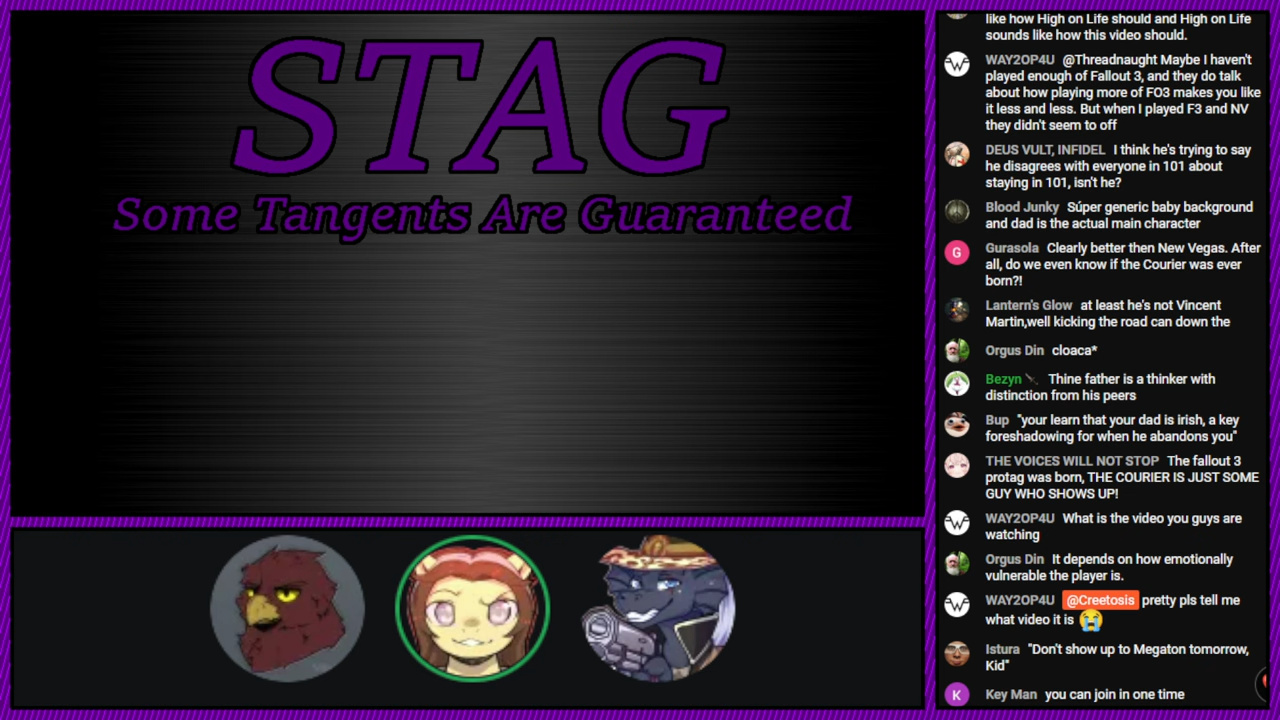 STAG
Some Tangents Are Guaranteed
like how High on Life should and High on Life
sounds like how this video should.
WAY2OP4U @Threadnaught Maybe I haven't
played enough of Fallout 3, and they do talk
about how playing more of FO3 makes you like
it less and less. But when I played F3 and NV
they didn't seem to off
DEUS VULT, INFIDEL I think he's trying to say
he disagrees with everyone in 101 about
staying in 101, isn't he?
Blood Junky Súper generic baby background
and dad is the actual main character
G
Gurasola Clearly better then New Vegas. After
all, do we even know if the Courier was ever
born?!
Lantern's Glow at least he's not Vincent
Martin,well kicking the road can down the
Orgus Din cloaca*
Bezyn Thine father is a thinker with
distinction from his peers
Bup "your learn that your dad is irish, a key
foreshadowing for when he abandons you"
THE VOICES WILL NOT STOP The fallout 3
protag was born, THE COURIER IS JUST SOME
GUY WHO SHOWS UP!
WAY2OP4U What is the video you guys are
watching
Orgus Din It depends on how emotionally
vulnerable the player is.
WAY2OP4U @Creetosis pretty pls tell me
what video it is
Istura "Don't show up to Megaton tomorrow,
Kid"
K
Key Man you can join in one time